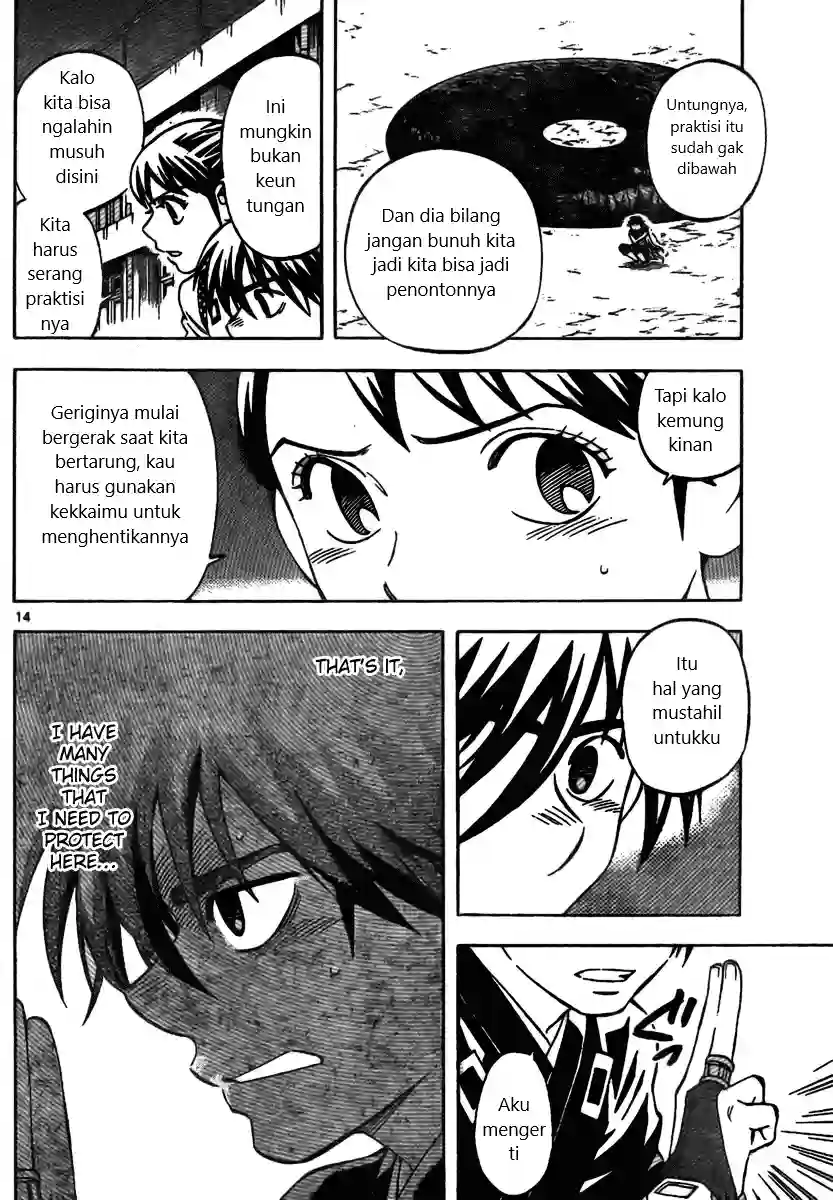 Untungnya,
praktisi itu
sudah gak
dibawah
Dan dia bilang
jangan bunuh kita
jadi kita bisa jadi
penontonnya
Ini
mungkin
bukan
keun
tungan
Kalo
kita bisa
ngalahin
musuh
disini
Kita
harus
serang
praktisi
nya
Tapi kalo
kemung
kinan
Geriginya mulai
bergerak saat kita
bertarung, kau
harus gunakan
kekkaimu untuk
menghentikannya
14
Itu
hal yang
mustahil
untukku
Aku
menger
ti
THAT'S IT,
I HAVE
MANY
THINGS
THAT
I NEED TO
PROTECT
HERE...